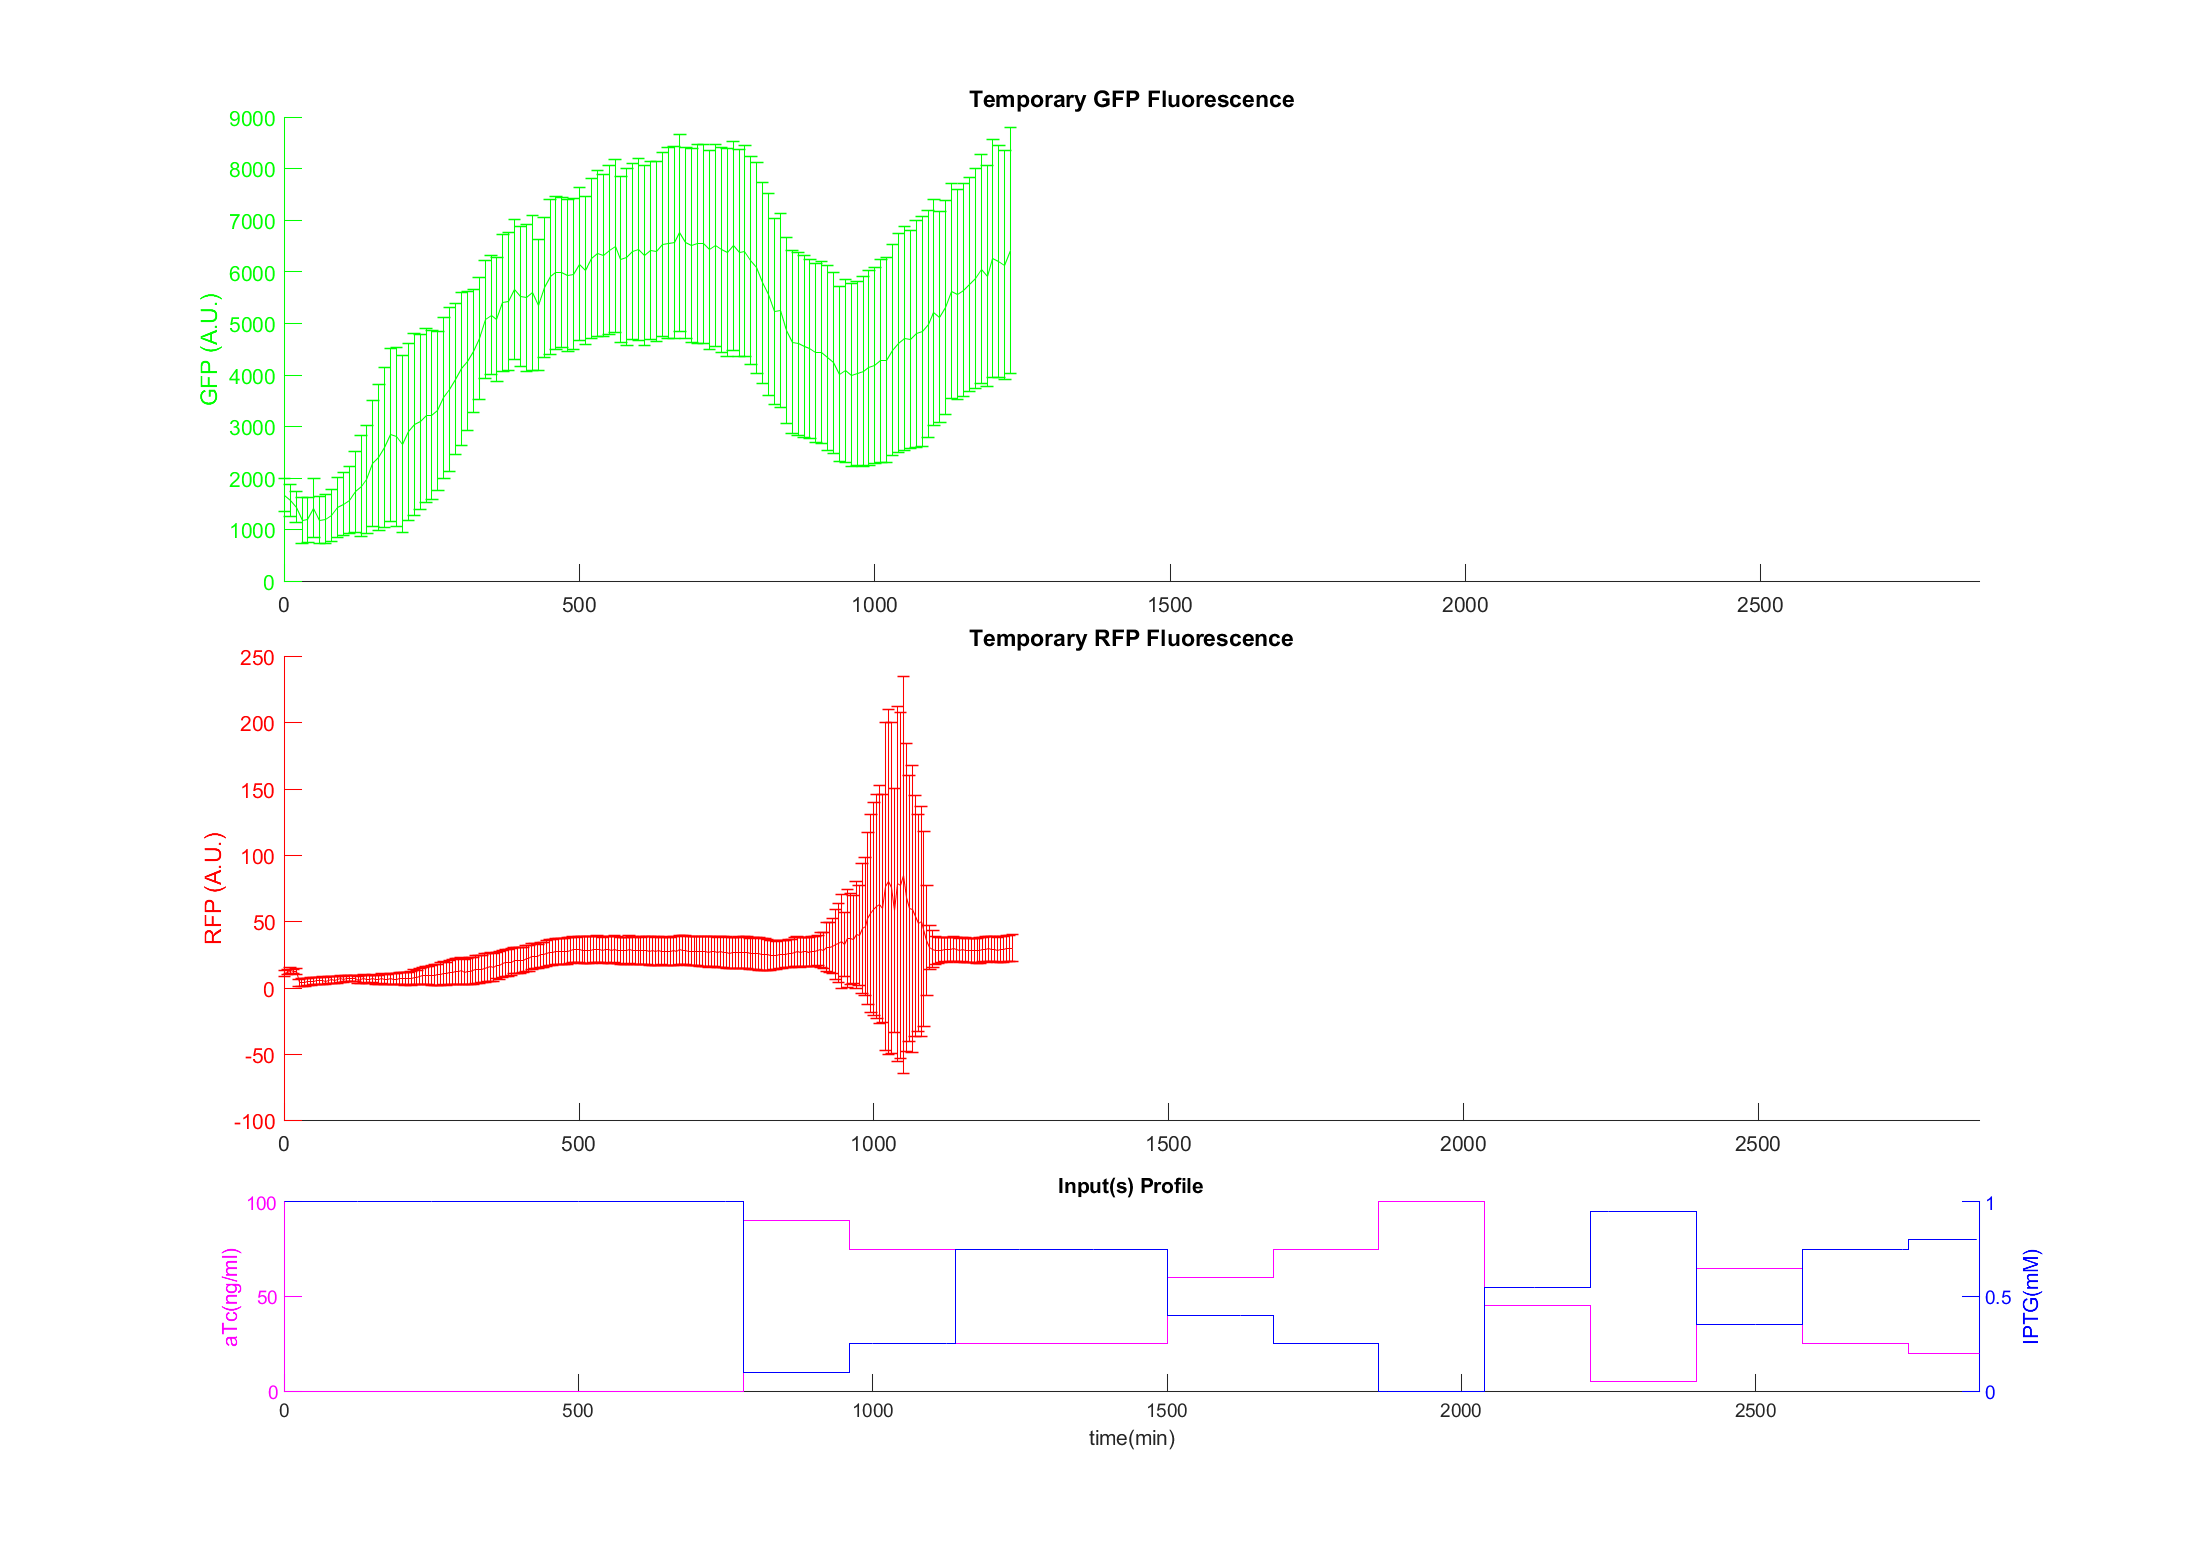 Temporary GFP Fluorescence
9000
8000
7000
6000
5000
4000
3000
2000
1000
0
GFP (A.U.)
0 500 1000 1500 2000 2500
Temporary RFP Fluorescence
250
200
150
100
50
0
-50
-100
RFP (A.U.)
0 500 1000 1500 2000 2500
Input(s) Profile
100
50
0
aTc(ng/ml)
1
0.5
0
IPTG(mM)
0 500 1000 1500 2000 2500
time(min)